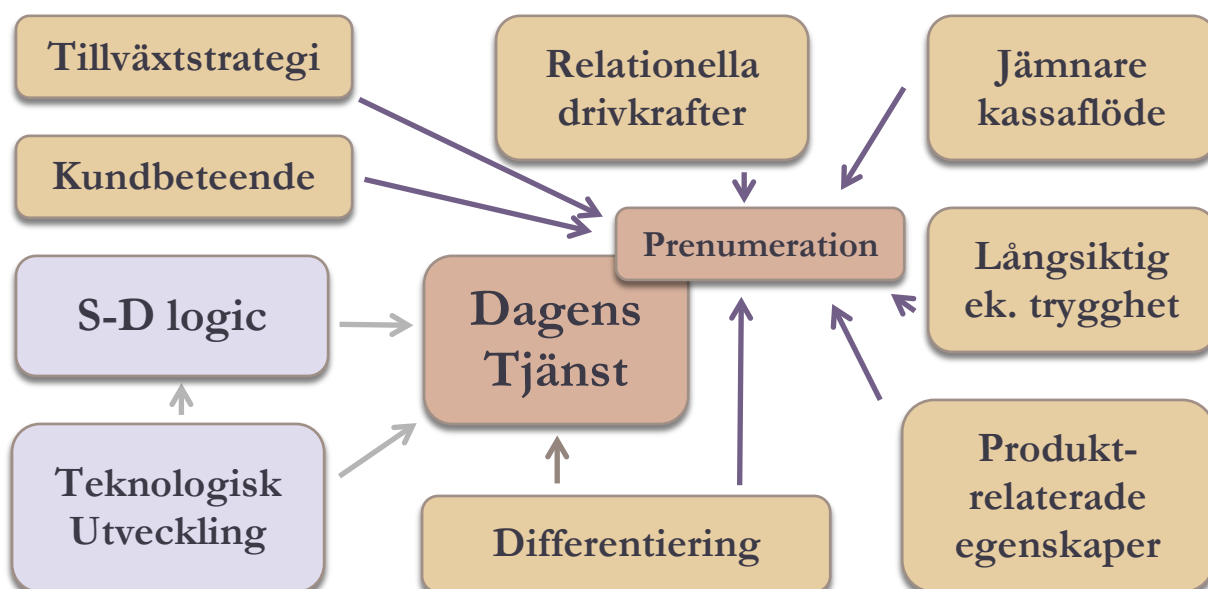 Tillväxtstrategi
Relationella
drivkrafter
Jämnare
kassaflöde
Kundbeteende
Prenumeration
Långsiktig
ek. trygghet
S-D logic
Dagens
Tjänst
Teknologisk
Utveckling
Differentiering
Produkt-
relaterade
egenskaper